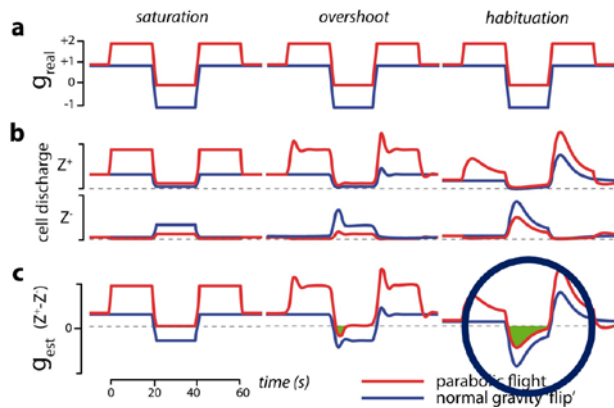 saturation overshoot habituation
a
g real
+2
+1
0
-1
b
cell discharge
Z+
Z-
c
g est (Z+-Z-)
0
0 20 40 60 time (s)
parabolic flight
normal gravity 'flip'